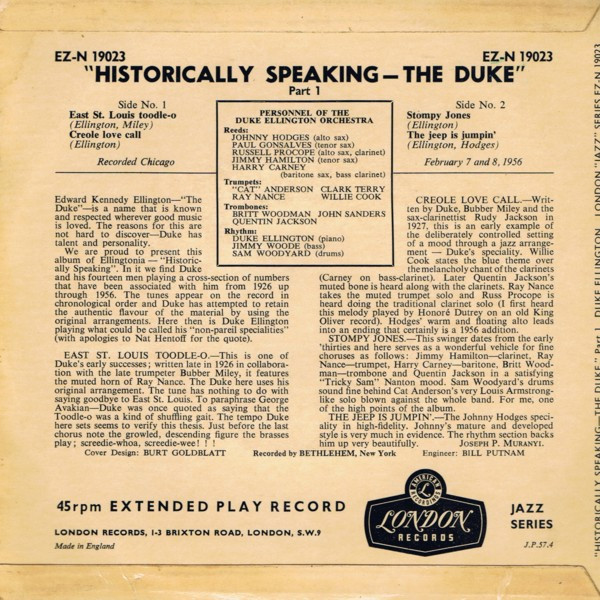 EZ-N 19023
EZ-N 19023
"HISTORICALLY SPEAKING—THE DUKE"
Part 1
Side No. 1
East St. Louis toodle-o
(Ellington, Miley)
Creole love call
(Ellington)
Recorded Chicago
PERSONNEL OF THE
DUKE ELLINGTON ORCHESTRA
Reeds:
JOHNNY HODGES (alto sax)
PAUL GONSALVES (tenor sax)
RUSSELL PROCOPE (alto sax, clarinet)
JIMMY HAMILTON (tenor sax)
HARRY CARNEY
(baritone sax, bass clarinet)
Trumpets:
"CAT" ANDERSON CLARK TERRY
RAY NANCE WILLIE COOK
Trombones:
BRITT WOODMAN JOHN SANDERS
QUENTIN JACKSON
Rhythm:
DUKE ELLINGTON (piano)
JIMMY WOODE (bass)
SAM WOODYARD (drums)
Side No. 2
Stompy Jones
(Ellington)
The jeep is jumpin'
(Ellington, Hodges)
February 7 and 8, 1956
Edward Kennedy Ellington—"The
Duke"—is a name that is known
and respected wherever good music
is loved. The reasons for this are
not hard to discover—Duke has
talent and personality.
We are proud to present this
album of Ellingtonia — "Historic-
ally Speaking". In it we find Duke
and his fourteen men playing a cross-section of numbers
that have been associated with him from 1926 up
through 1956. The tunes appear on the record in
chronological order and Duke has attempted to retain
the authentic flavour of the material by using the
original arrangements. Here then is Duke Ellington
playing what could be called his "non-pareil specialities"
(with apologies to Nat Hentoff for the quote).
EAST ST. LOUIS TOODLE-O.—This is one of
Duke's early successes; written late in 1926 in collabora-
tion with the late trumpeter Bubber Miley, it features
the muted horn of Ray Nance. The Duke here uses his
original arrangement. The tune has nothing to do with
saying goodbye to East St. Louis. To paraphrase George
Avakian—Duke was once quoted as saying that the
Toodle-o was a kind of shuffling gait. The tempo Duke
here sets seems to verify this thesis. Just before the last
chorus note the growled, descending figure the brasses
play; screedie-whoa, screedie-wee! ! !
CREOLE LOVE CALL.—Writ-
ten by Duke, Bubber Miley and the
sax-clarinettist Rudy Jackson in
1927, this is an early example of
the deliberately controlled setting
of a mood through a jazz arrange-
ment — Duke's speciality. Willie
Cook states the blue theme over
the melancholy chant of the clarinets
(Carney on bass-clarinet). Later Quentin Jackson's
muted bone is heard along with the clarinets. Ray Nance
takes the muted trumpet solo and Russ Procope is
heard doing the traditional clarinet solo (I first heard
this melody played by Honoré Dutrey on an old King
Oliver record). Hodges' warm and floating alto leads
into an ending that certainly is a 1956 addition.
STOMPY JONES.—This swinger dates from the early
'thirties and here serves as a wonderful vehicle for fine
choruses as follows: Jimmy Hamilton—clarinet, Ray
Nance—trumpet, Harry Carney—baritone, Britt Wood-
man—trombone and Quentin Jackson in a satisfying
"Tricky Sam" Nanton mood. Sam Woodyard's drums
sound fine behind Cat Anderson's very Louis Armstrong-
like solo blown against the whole band. For me, one
of the high points of the album.
THE JEEP IS JUMPIN'.—The Johnny Hodges speci-
ality in high-fidelity. Johnny's mature and developed
style is very much in evidence. The rhythm section backs
him up very beautifully. JOSEPH P. MURANYI.
Cover Design: BURT GOLDBLATT Recorded by BETHLEHEM, New York Engineer: BILL PUTNAM
45rpm EXTENDED PLAY RECORD
LONDON RECORDS, 1-3 BRIXTON ROAD, LONDON, S.W.9
Made in England
AMERICAN
RECORDINGS
L
LONDON
RECORDS
JAZZ
SERIES
J.P.57.4
"HISTORICALLY SPEAKING—THE DUKE" Part 1 DUKE ELLINGTON LONDON "JAZZ" SERIES EZ-N 19023